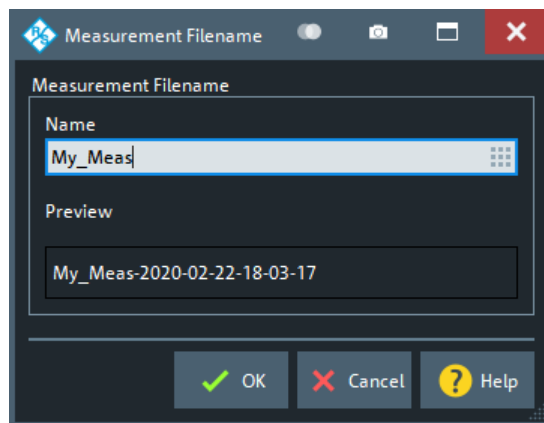 R&S Measurement Filename
Measurement Filename
Name
My_Meas
Preview
My_Meas-2020-02-22-18-03-17
OK Cancel ? Help